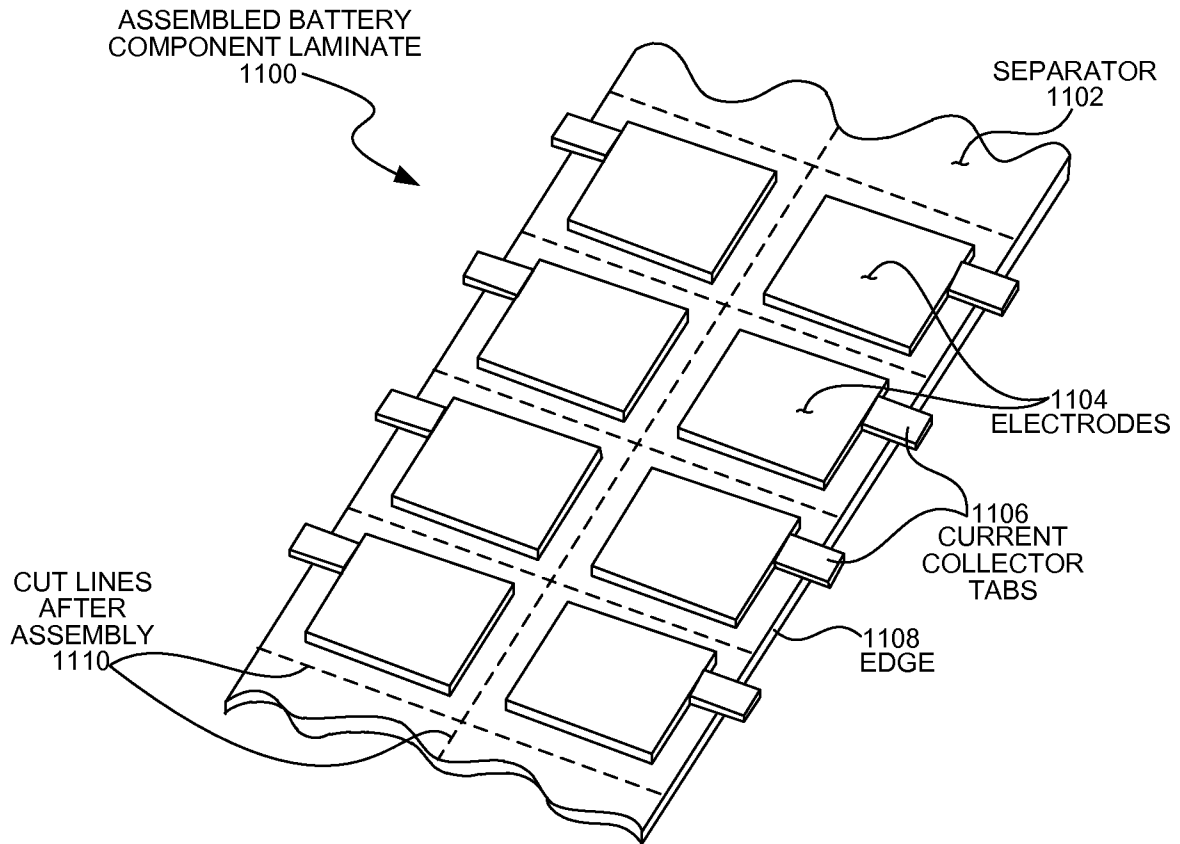 ASSEMBLED BATTERY
COMPONENT LAMINATE
1100
SEPARATOR
1102
1104
ELECTRODES
1106
CURRENT
COLLECTOR
TABS
1108
EDGE
CUT LINES
AFTER
ASSEMBLY
1110